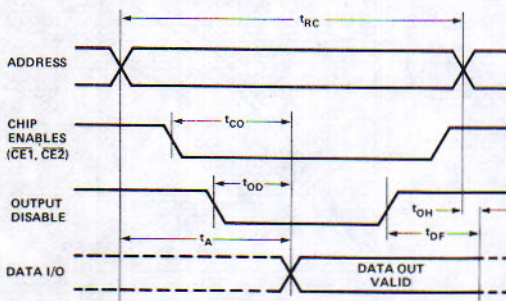 tRC
ADDRESS
tCO
CHIP
ENABLES
(CE1, CE2)
tOD
OUTPUT
DISABLE
tOH
tDF
tA
DATA I/O
DATA OUT
VALID